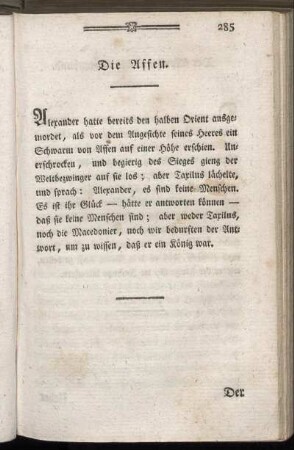 285
Die Affen.
Alexander hatte bereits den halben Orient ausge-
mordet, als vor dem Angesichte seines Heeres ein
Schwarm von Affen auf einer Höhe erschien. Un-
erschrocken, und begierig des Sieges gieng der
Weltbezwinger auf sie los; aber Taxilus lächelte,
und sprach: Alexander, es sind keine Menschen.
Es ist ihr Glück — hätte er antworten können —
daß sie keine Menschen sind; aber weder Taxilus,
noch die Macedonier, noch wir bedurften der Ant-
wort, um zu wissen, daß er ein König war.
Der